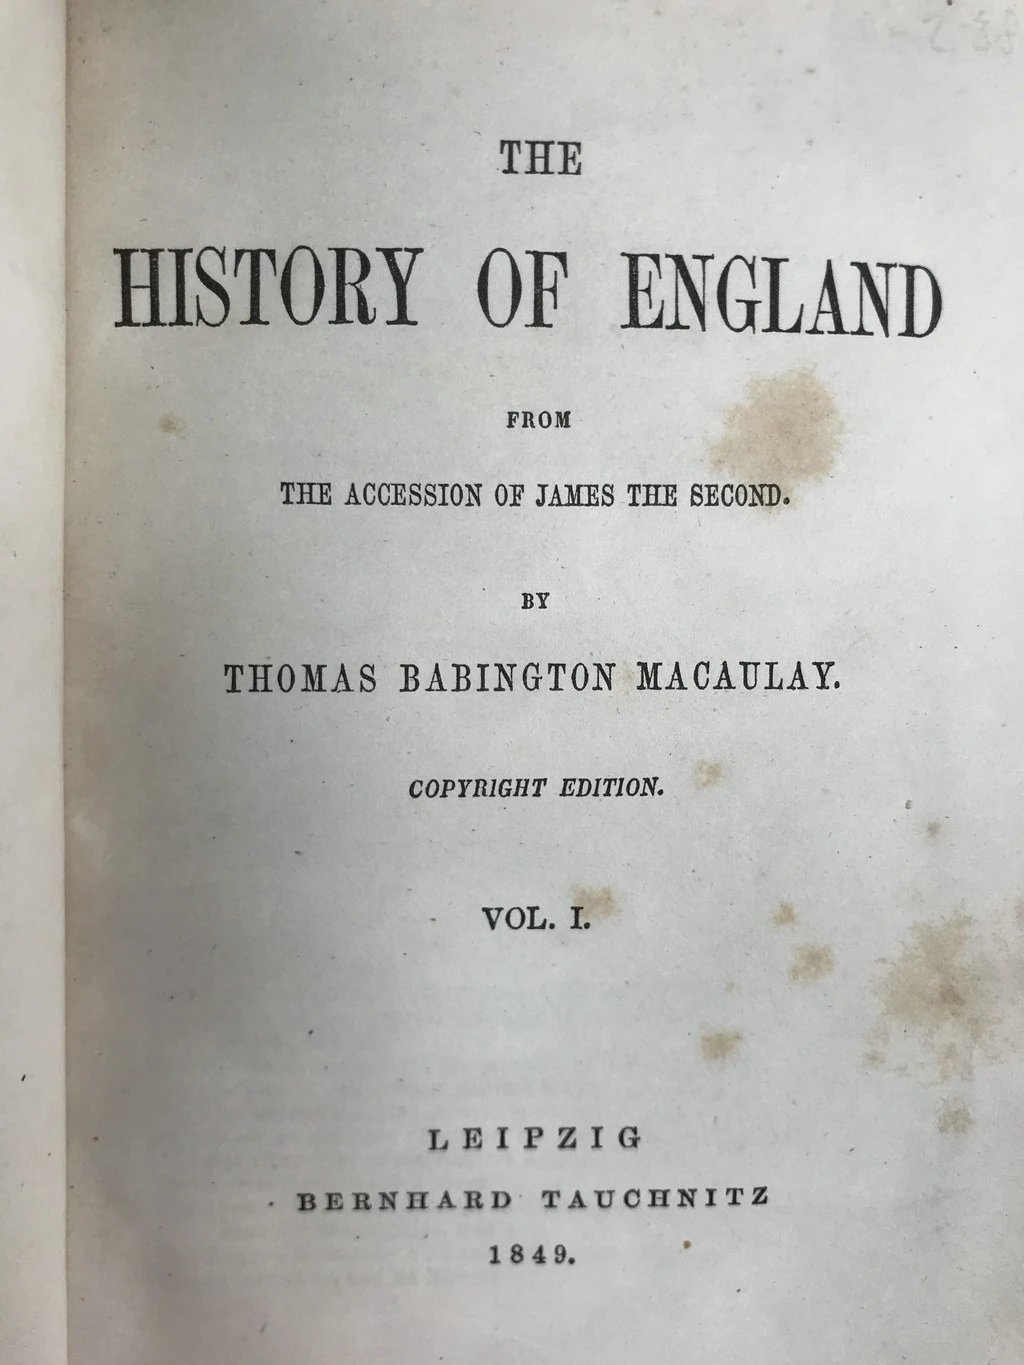 THE
HISTORY OF ENGLAND
FROM
THE ACCESSION OF JAMES THE SECOND.
BY
THOMAS BABINGTON MACAULAY.
COPYRIGHT EDITION.
VOL. I.
LEIPZIG
BERNHARD TAUCHNITZ
1849.